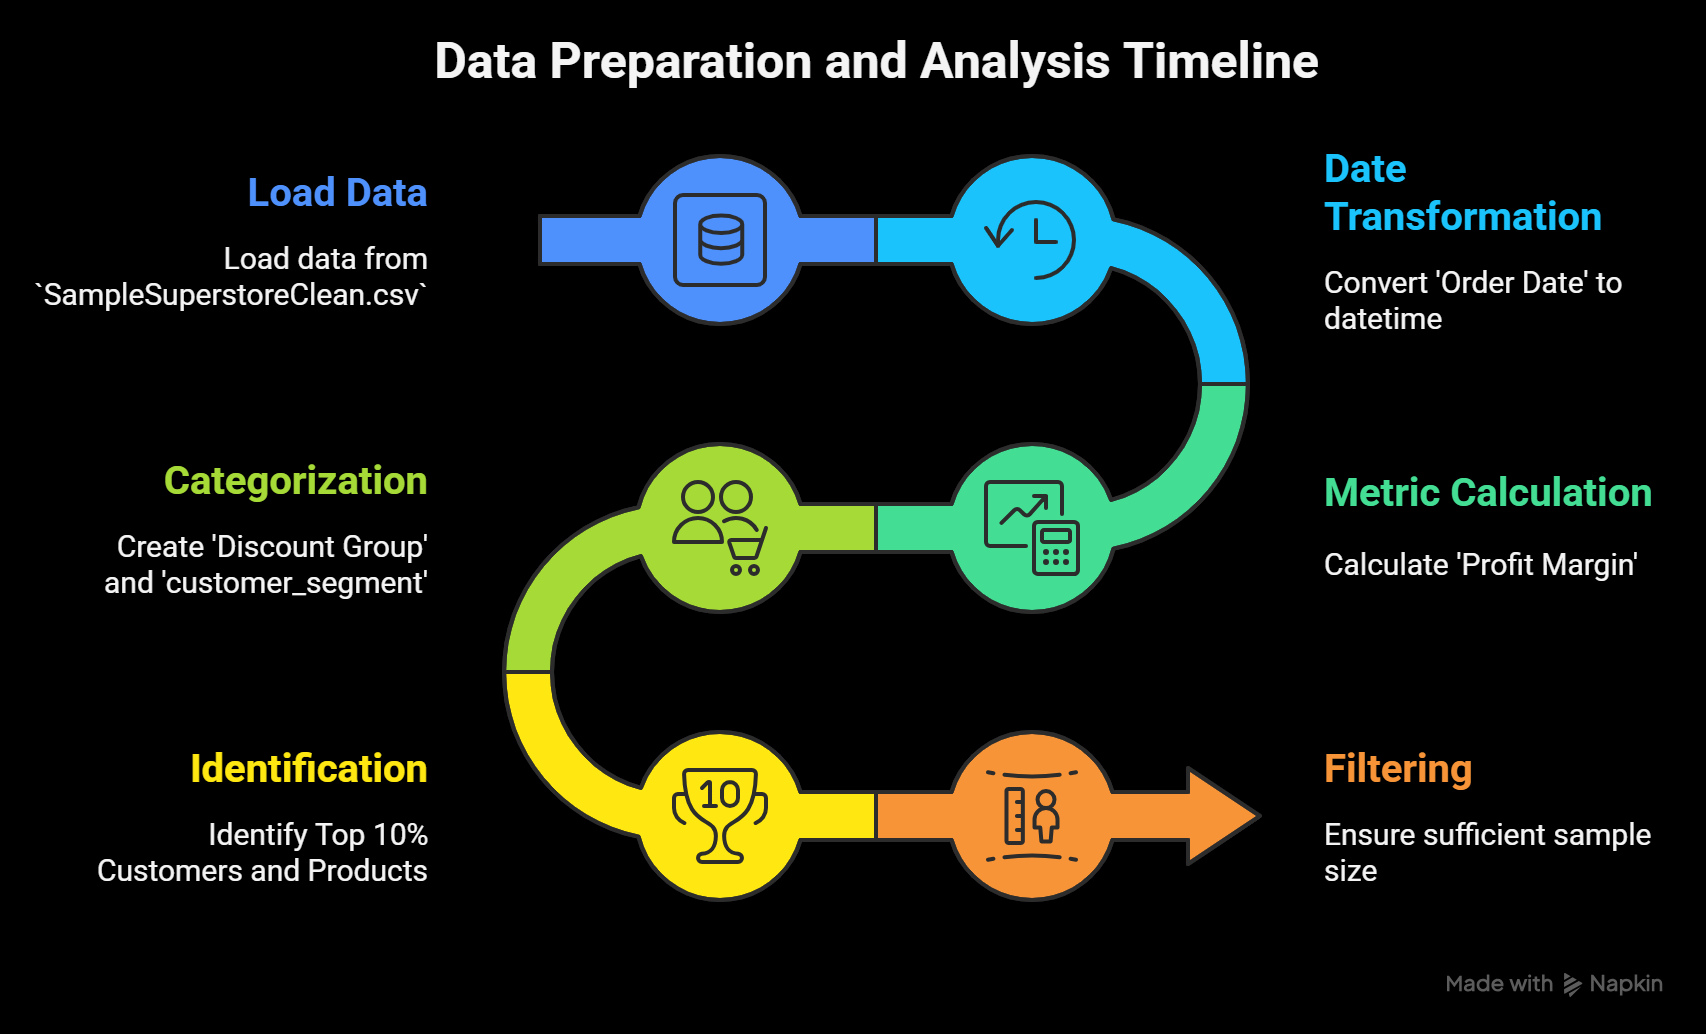 Data Preparation and Analysis Timeline
Load Data
Load data from
`SampleSuperstoreClean.csv`
Date
Transformation
Convert 'Order Date' to
datetime
Metric Calculation
Calculate 'Profit Margin'
Categorization
Create 'Discount Group'
and 'customer_segment'
Identification
Identify Top 10%
Customers and Products
10
Filtering
Ensure sufficient sample
size
Made with Napkin